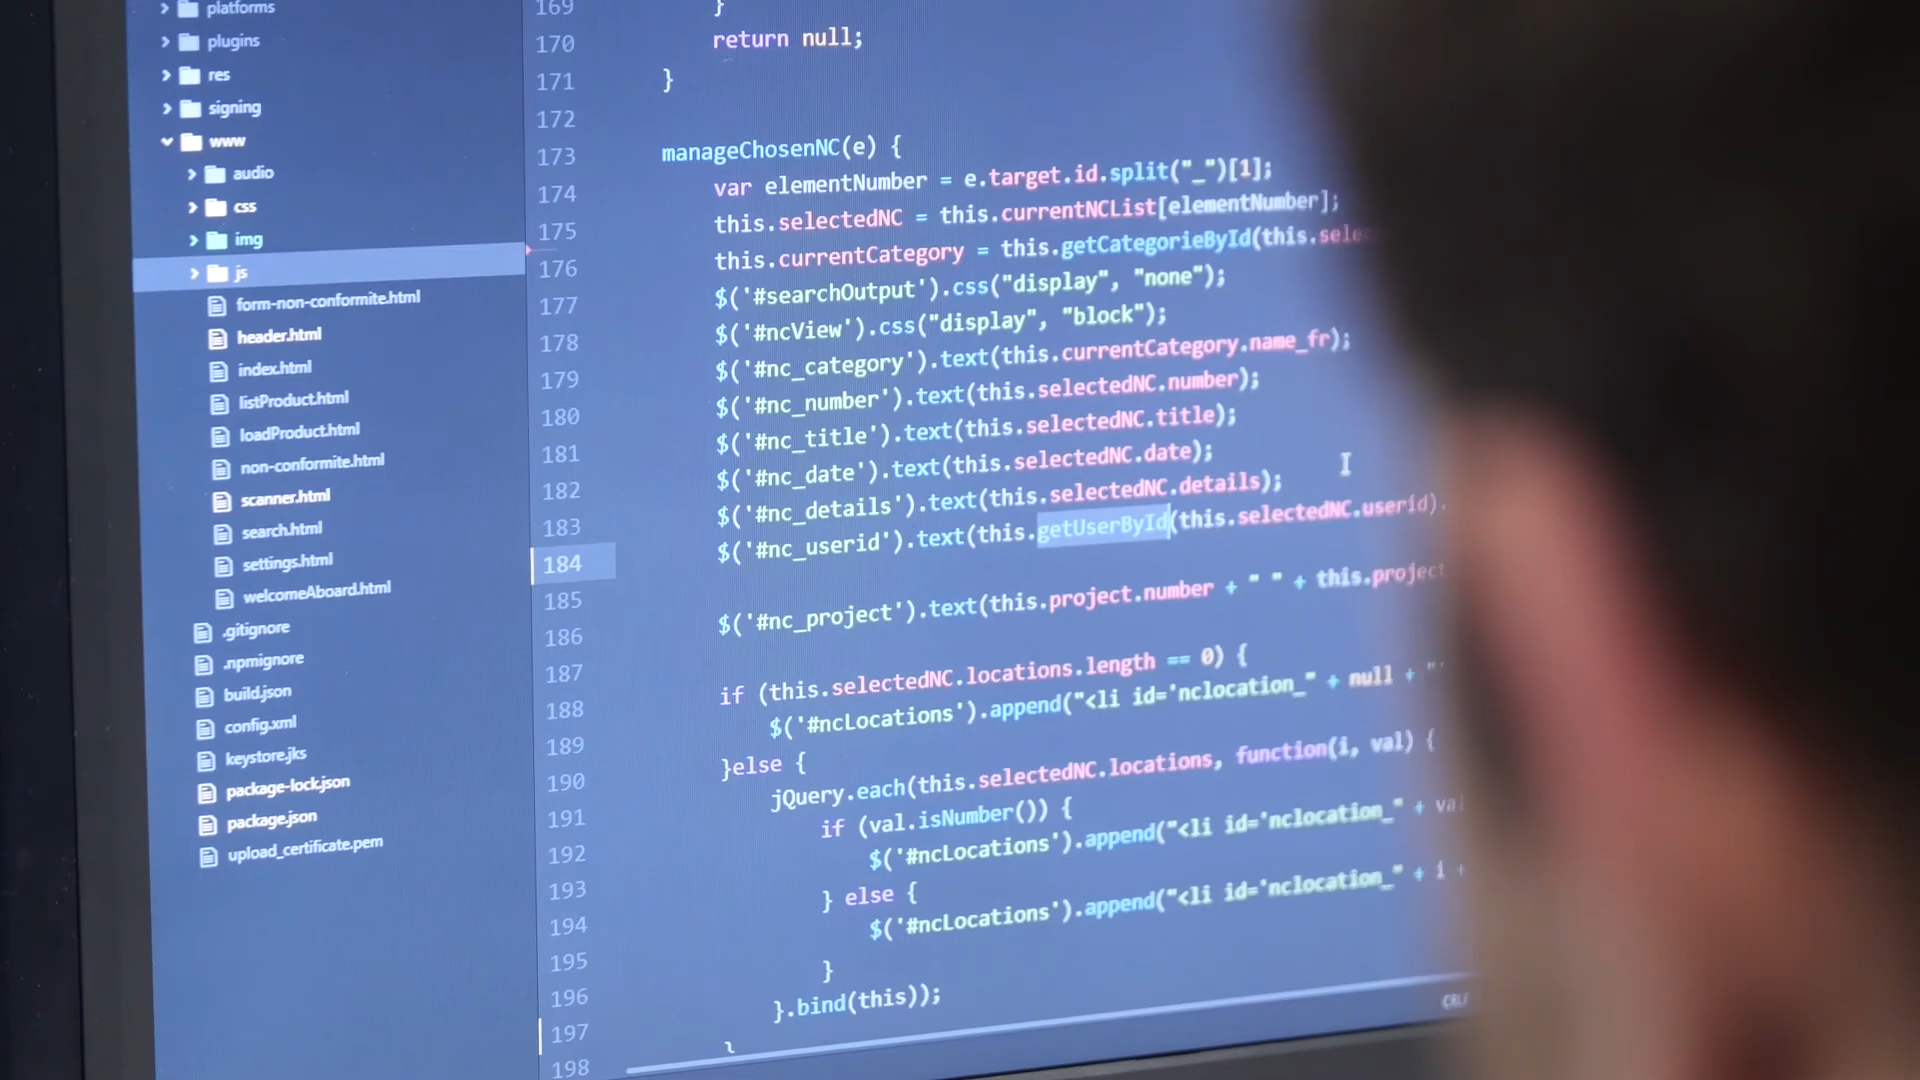 platforms
plugins
res
signing
www
audio
css
img
js
form-non-conformite.html
header.html
index.html
listProduct.html
loadProduct.html
non-conformite.html
scanner.html
search.html
settings.html
welcomeAboard.html
.gitignore
.npmignore
build.json
config.xml
keystore.jks
package-lock.json
package.json
upload_certificate.pem
169
170
171
172
173
174
175
176
177
178
179
180
181
182
183
184
185
186
187
188
189
190
191
192
193
194
195
196
197
198
}
return null;
}
manageChosenNC(e) {
var elementNumber = e.target.id.split("_")[1];
this.selectedNC = this.currentNCList[elementNumber];
this.currentCategory = this.getCategorieById(this.selec
$('#searchOutput').css("display", "none");
$('#ncView').css("display", "block");
$('#nc_category').text(this.currentCategory.name_fr);
$('#nc_number').text(this.selectedNC.number);
$('#nc_title').text(this.selectedNC.title);
$('#nc_date').text(this.selectedNC.date);
$('#nc_details').text(this.selectedNC.details);
$('#nc_userid').text(this.getUserById(this.selectedNC.userid).
$('#nc_project').text(this.project.number + " " + this.project
if (this.selectedNC.locations.length == 0) {
$('#ncLocations').append("<li id='nclocation_" + null + "'
}else {
jQuery.each(this.selectedNC.locations, function(i, val) {
if (val.isNumber()) {
$('#ncLocations').append("<li id='nclocation_" + va
} else {
$('#ncLocations').append("<li id='nclocation_" + i +
}
}.bind(this));
}
CRLF